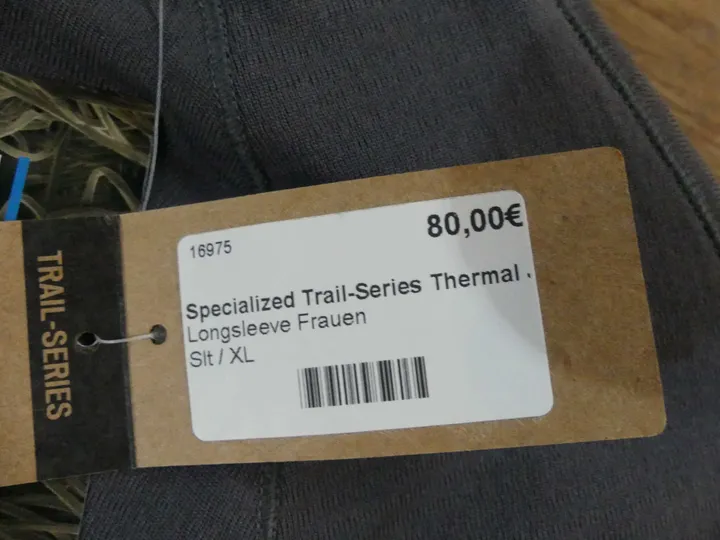 TRAIL-SERIES
16975
80,00€
Specialized Trail-Series Thermal
Longsleeve Frauen
Slt / XL